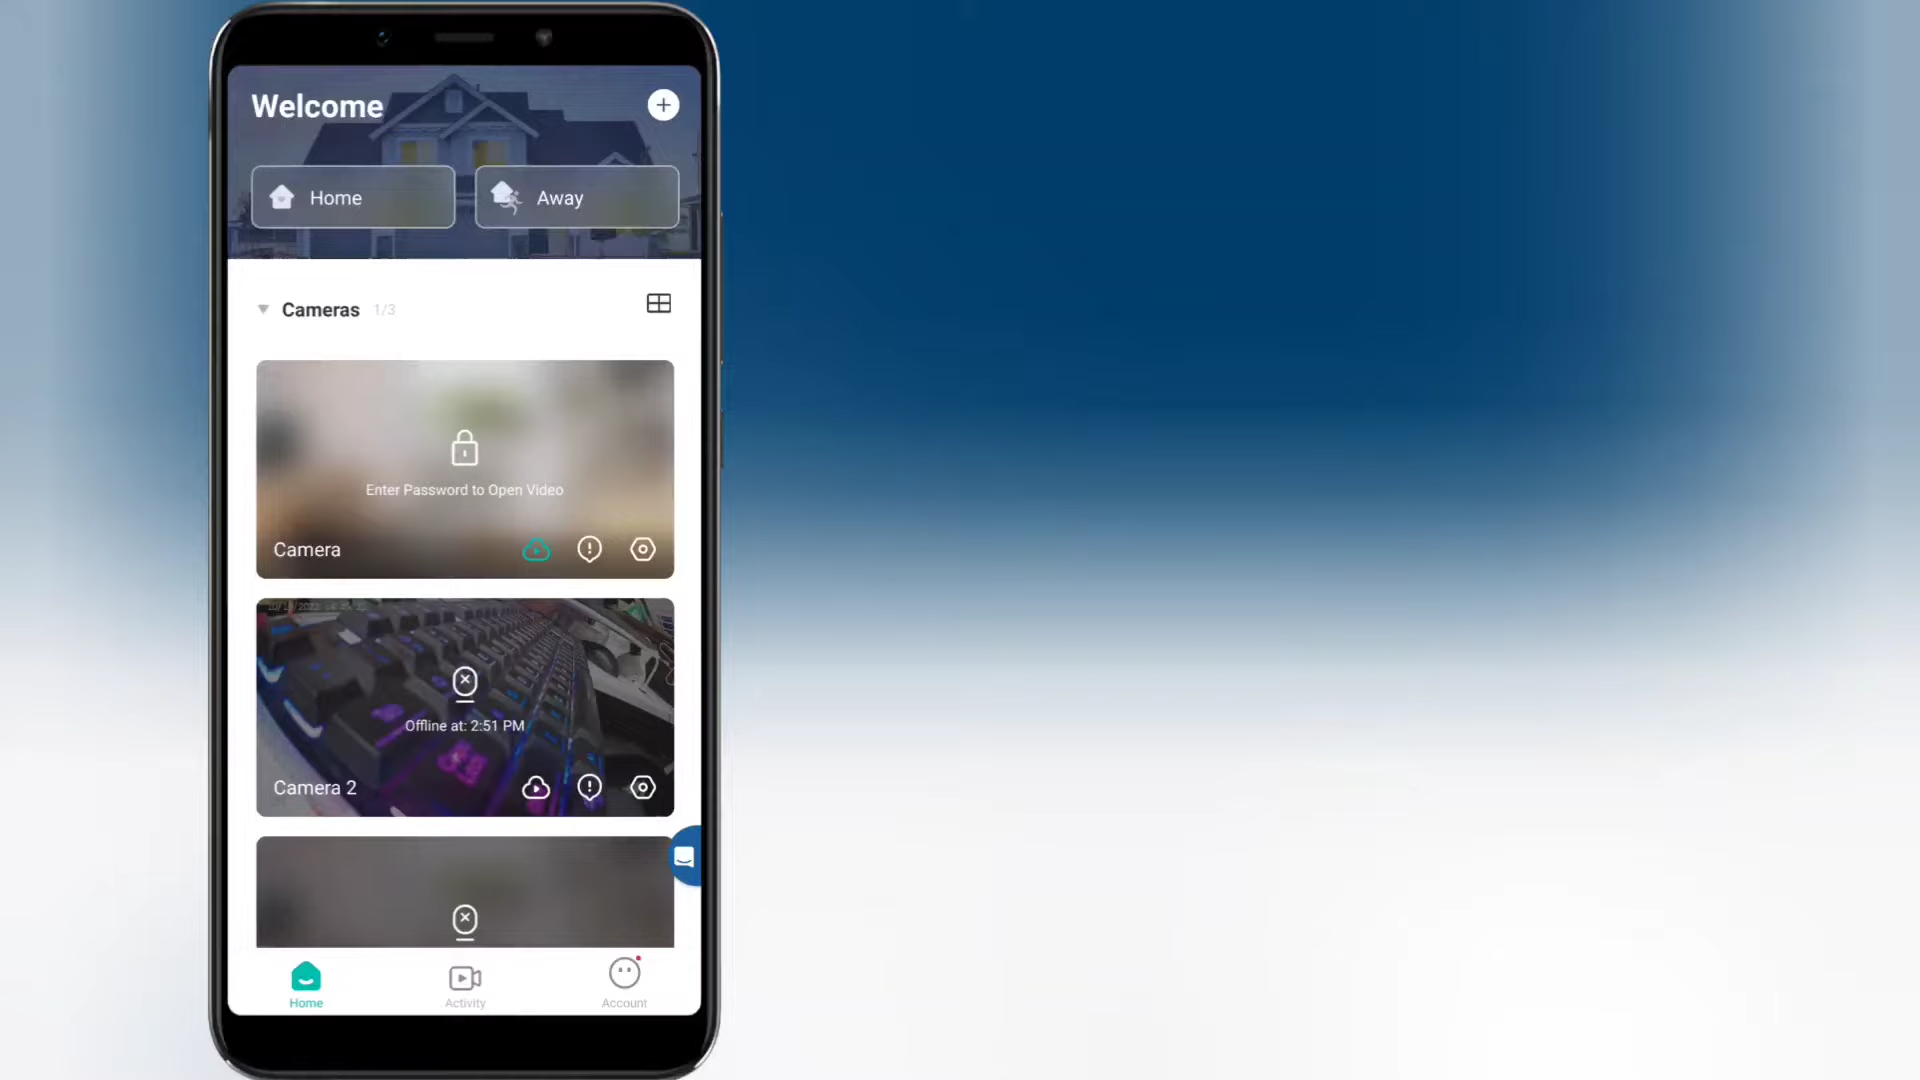 Welcome
Home
Away
Cameras 1/3
Enter Password to Open Video
Camera
Offline at: 2:51 PM
Camera 2
Home
Activity
Account